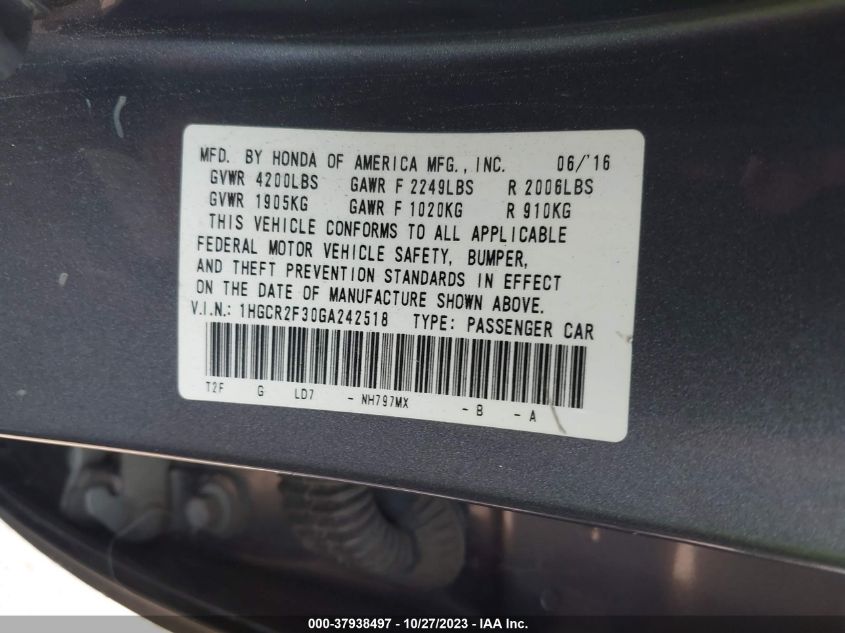 MFD. BY HONDA OF AMERICA MFG., INC. 06/'16
GVWR 4200LBS GAWR F 2249LBS R 2006LBS
GVWR 1905KG GAWR F 1020KG R 910KG
THIS VEHICLE CONFORMS TO ALL APPLICABLE
FEDERAL MOTOR VEHICLE SAFETY, BUMPER,
AND THEFT PREVENTION STANDARDS IN EFFECT
ON THE DATE OF MANUFACTURE SHOWN ABOVE.
V.I.N.: 1HGCR2F30GA242518 TYPE: PASSENGER CAR
T2F G LD7 - NH797MX - B - A
000-37938497 - 10/27/2023 - IAA Inc.